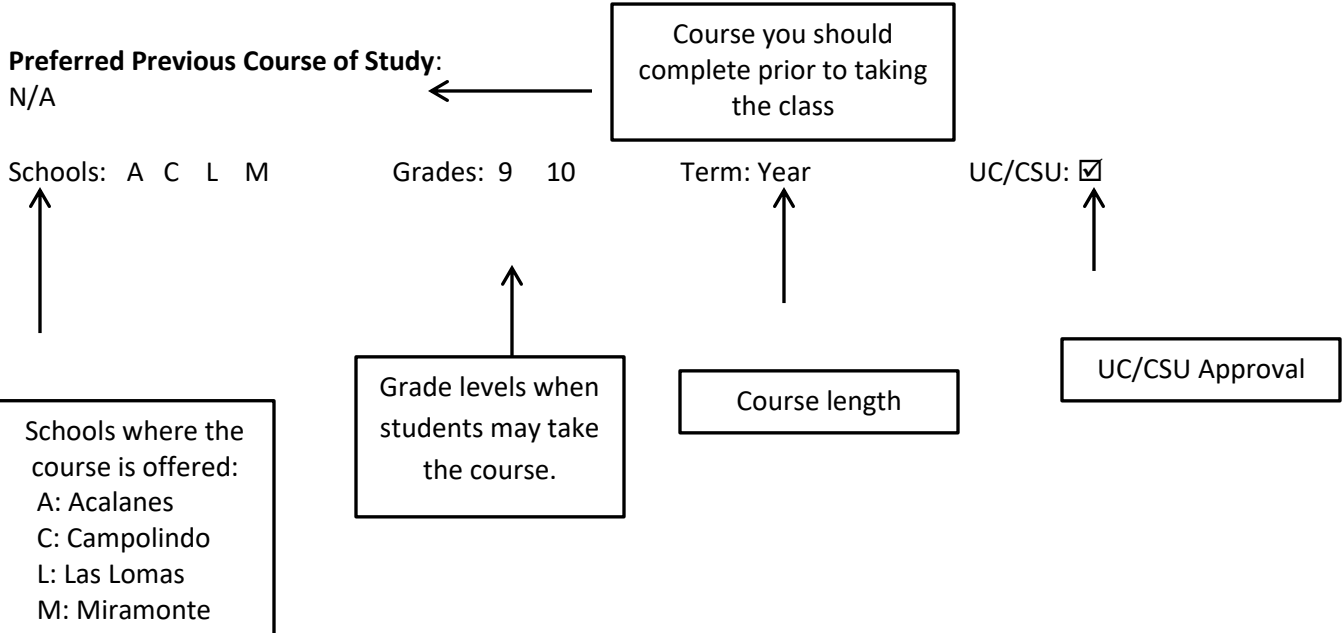 Preferred Previous Course of Study:
N/A
Course you should
complete prior to taking
the class
Schools: A C L M Grades: 9 10 Term: Year UC/CSU: ☑
Schools where the
course is offered:
A: Acalanes
C: Campolindo
L: Las Lomas
M: Miramonte
Grade levels when
students may take
the course.
Course length
UC/CSU Approval